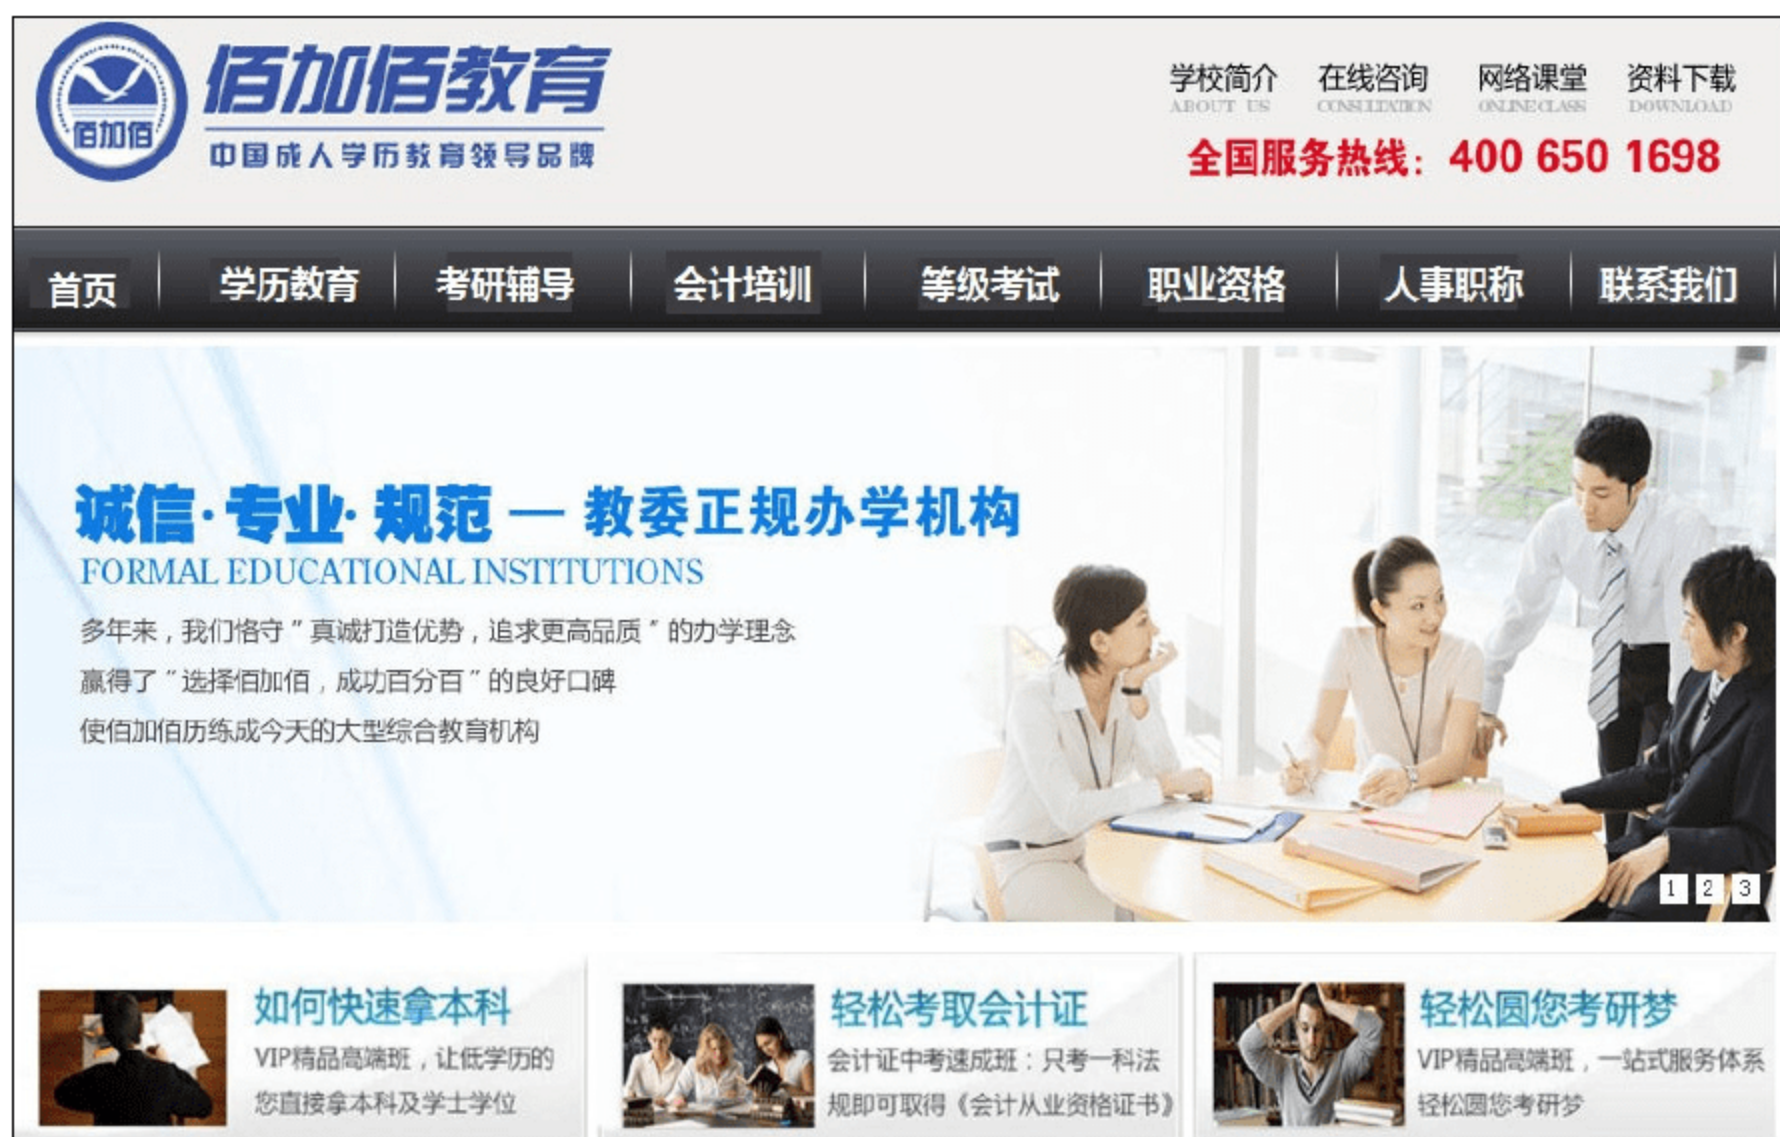 佰加佰教育
佰加佰
中国成人学历教育领导品牌
学校简介 在线咨询 网络课堂 资料下载
ABOUT US CONSULTATION ONLINE CLASS DOWNLOAD
全国服务热线：400 650 1698
首页 学历教育 考研辅导 会计培训 等级考试 职业资格 人事职称 联系我们
诚信·专业·规范 — 教委正规办学机构
FORMAL EDUCATIONAL INSTITUTIONS
多年来，我们恪守"真诚打造优势，追求更高品质"的办学理念
赢得了"选择佰加佰，成功百分百"的良好口碑
使佰加佰历练成今天的大型综合教育机构
1 2 3
如何快速拿本科
VIP精品高端班，让低学历的
您直接拿本科及学士学位
轻松考取会计证
会计证中考速成班：只考一科法
规即可取得《会计从业资格证书》
轻松圆您考研梦
VIP精品高端班，一站式服务体系
轻松圆您考研梦